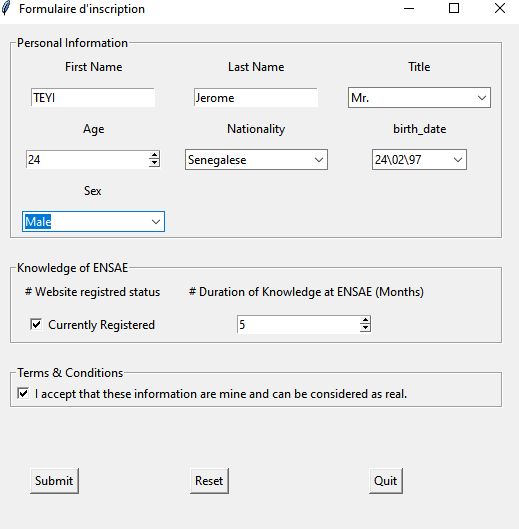 Formulaire d'inscription
Personal Information
First Name Last Name Title
TEYI Jerome Mr.
Age Nationality birth_date
24 Senegalese 24\02\97
Sex
Male
Knowledge of ENSAE
# Website registred status # Duration of Knowledge at ENSAE (Months)
Currently Registered 5
Terms & Conditions
I accept that these information are mine and can be considered as real.
Submit Reset Quit